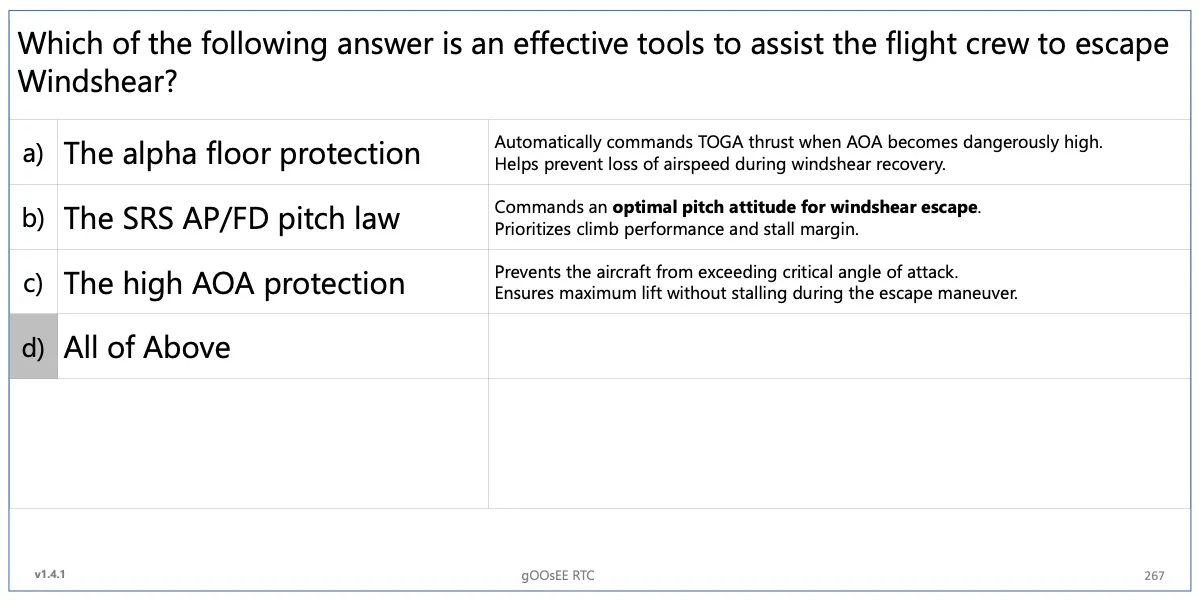 Which of the following answer is an effective tools to assist the flight crew to escape
Windshear?
a) The alpha floor protection
Automatically commands TOGA thrust when AOA becomes dangerously high.
Helps prevent loss of airspeed during windshear recovery.
b) The SRS AP/FD pitch law
Commands an optimal pitch attitude for windshear escape.
Prioritizes climb performance and stall margin.
c) The high AOA protection
Prevents the aircraft from exceeding critical angle of attack.
Ensures maximum lift without stalling during the escape maneuver.
d) All of Above
v1.4.1
gOOsEE RTC
267